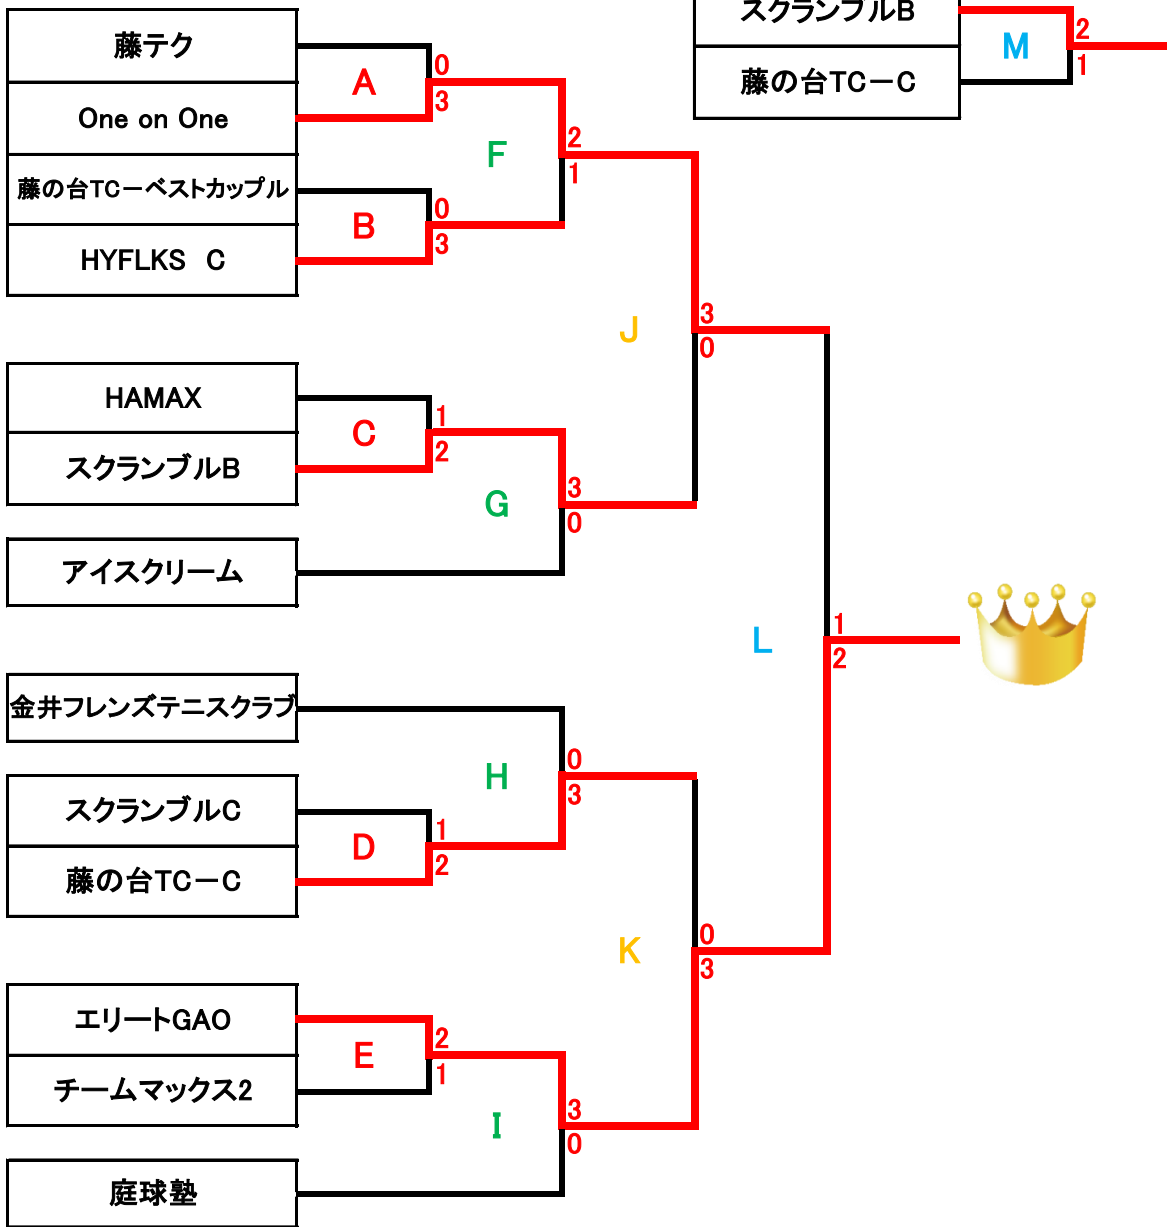 スクランブルB
藤の台TC－C
M
2
1
藤テク
One on One
藤の台TC－ベストカップル
HYFLKS　C
A
0
3
B
0
3
F
2
1
HAMAX
スクランブルB
アイスクリーム
C
1
2
G
3
0
J
3
0
金井フレンズテニスクラブ
スクランブルC
藤の台TC－C
D
1
2
H
0
3
エリートGAO
チームマックス2
庭球塾
E
2
1
I
3
0
K
0
3
L
1
2